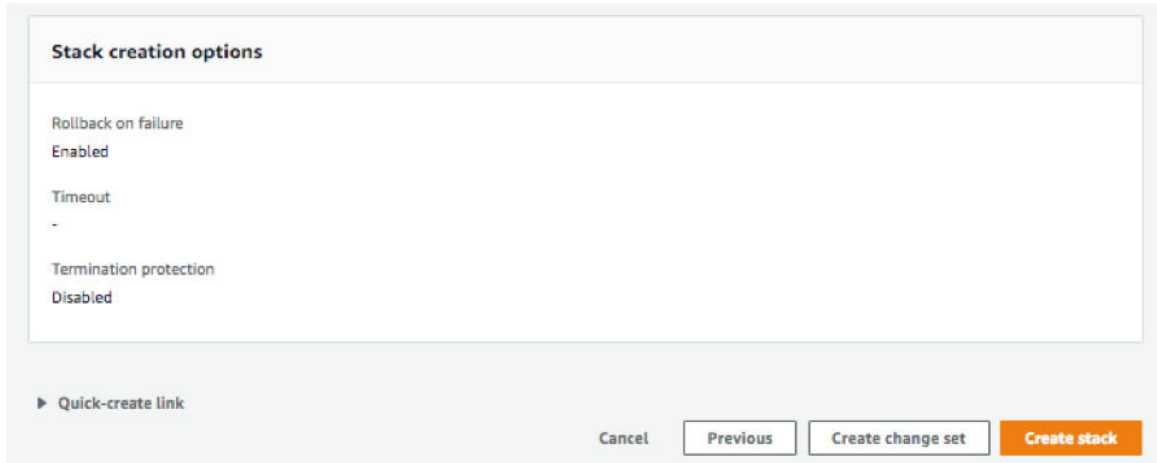 Stack creation options
Rollback on failure
Enabled
Timeout
-
Termination protection
Disabled
Quick-create link
Cancel Previous Create change set Create stack